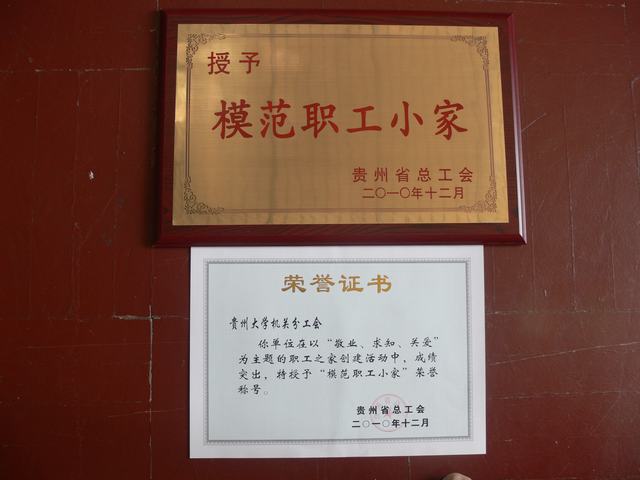 授予
模范职工小家
贵州省总工会
二〇一〇年十二月
荣誉证书
贵州大学机关分工会
你单位在以“敬业、求知、关爱”
为主题的职工之家创建活动中，成绩
突出，特授予“模范职工小家”荣誉
称号。
贵州省总工会
二〇一〇年十二月